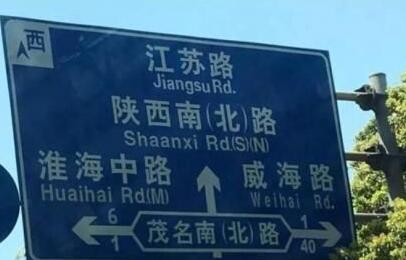 西
江苏路
Jiangsu Rd.
陕西南(北)路
Shaanxi Rd.(S)(N)
淮海中路 威海路
Huaihai Rd.(M) Weihai Rd.
6 1
茂名南(北)路
1 40